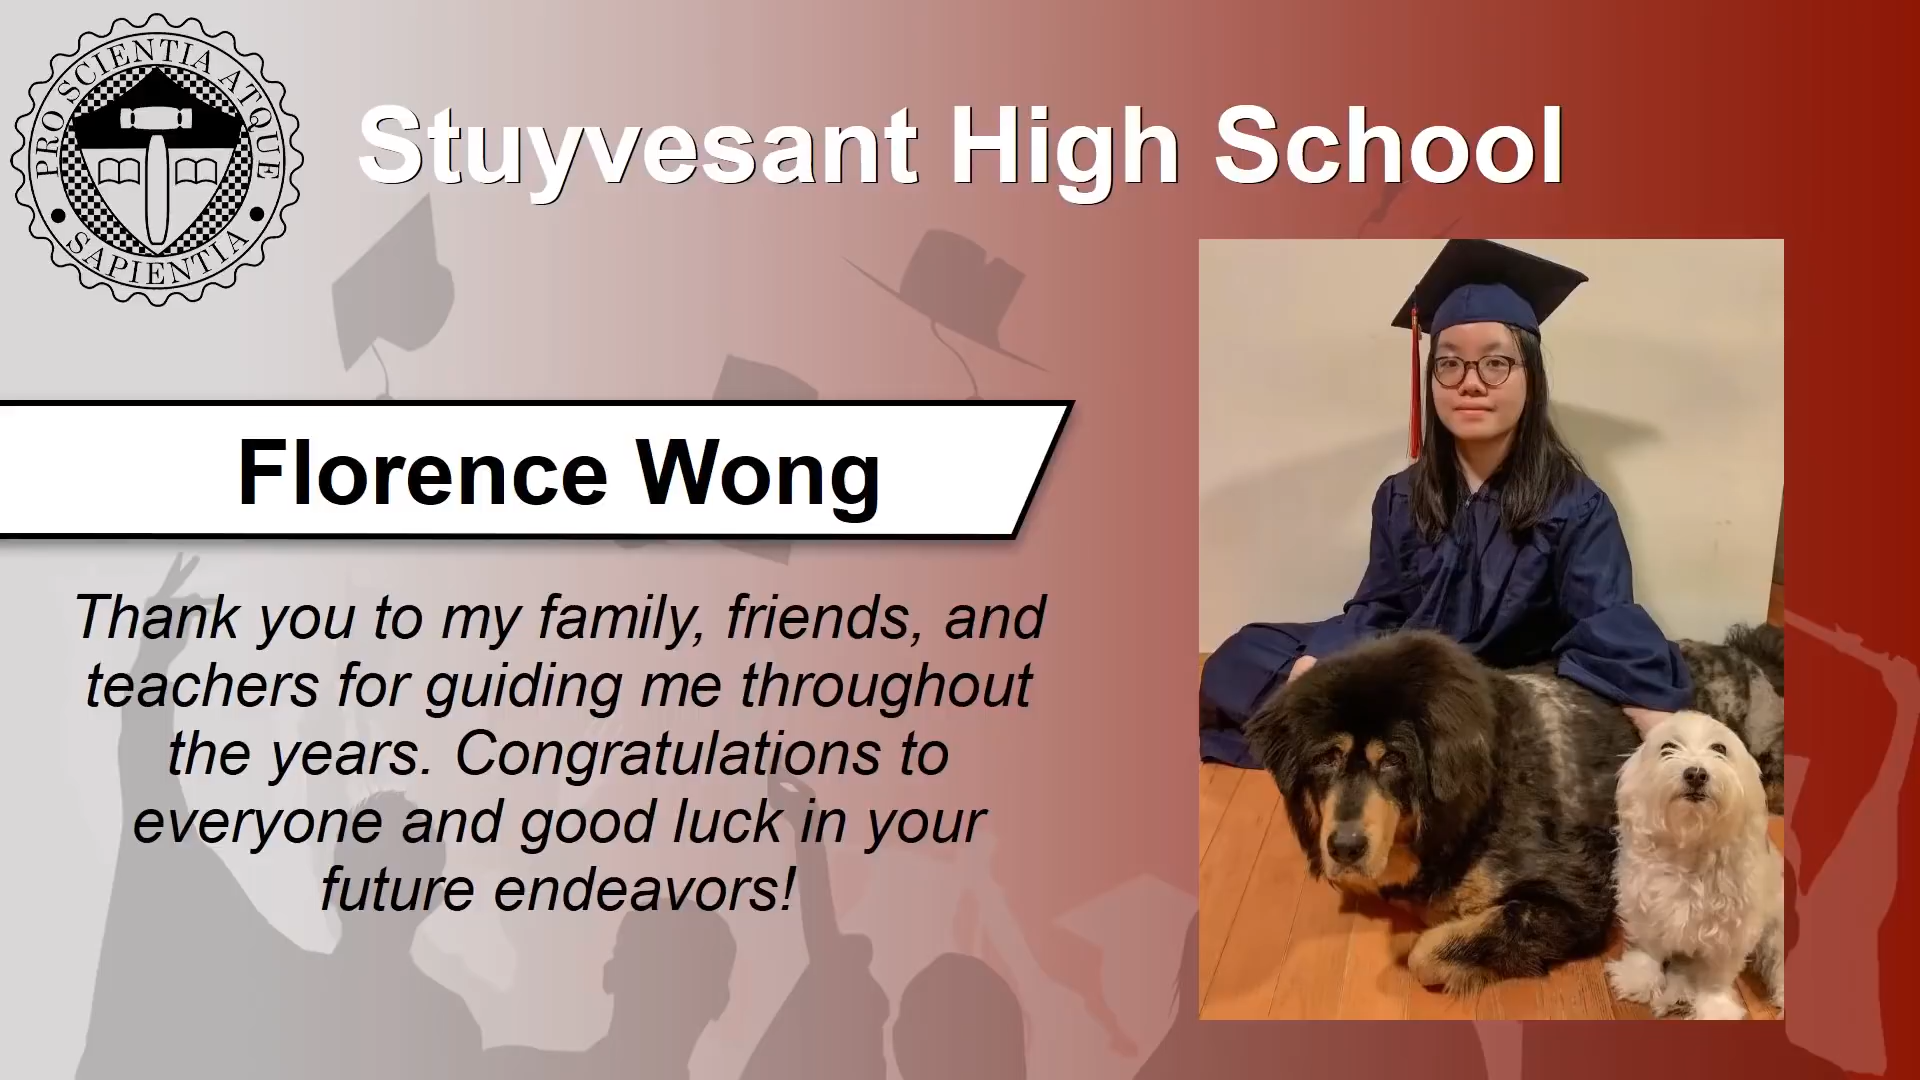 PRO SCIENTIA ATQUE
SAPIENTIA
Stuyvesant High School
Florence Wong
Thank you to my family, friends, and
teachers for guiding me throughout
the years. Congratulations to
everyone and good luck in your
future endeavors!